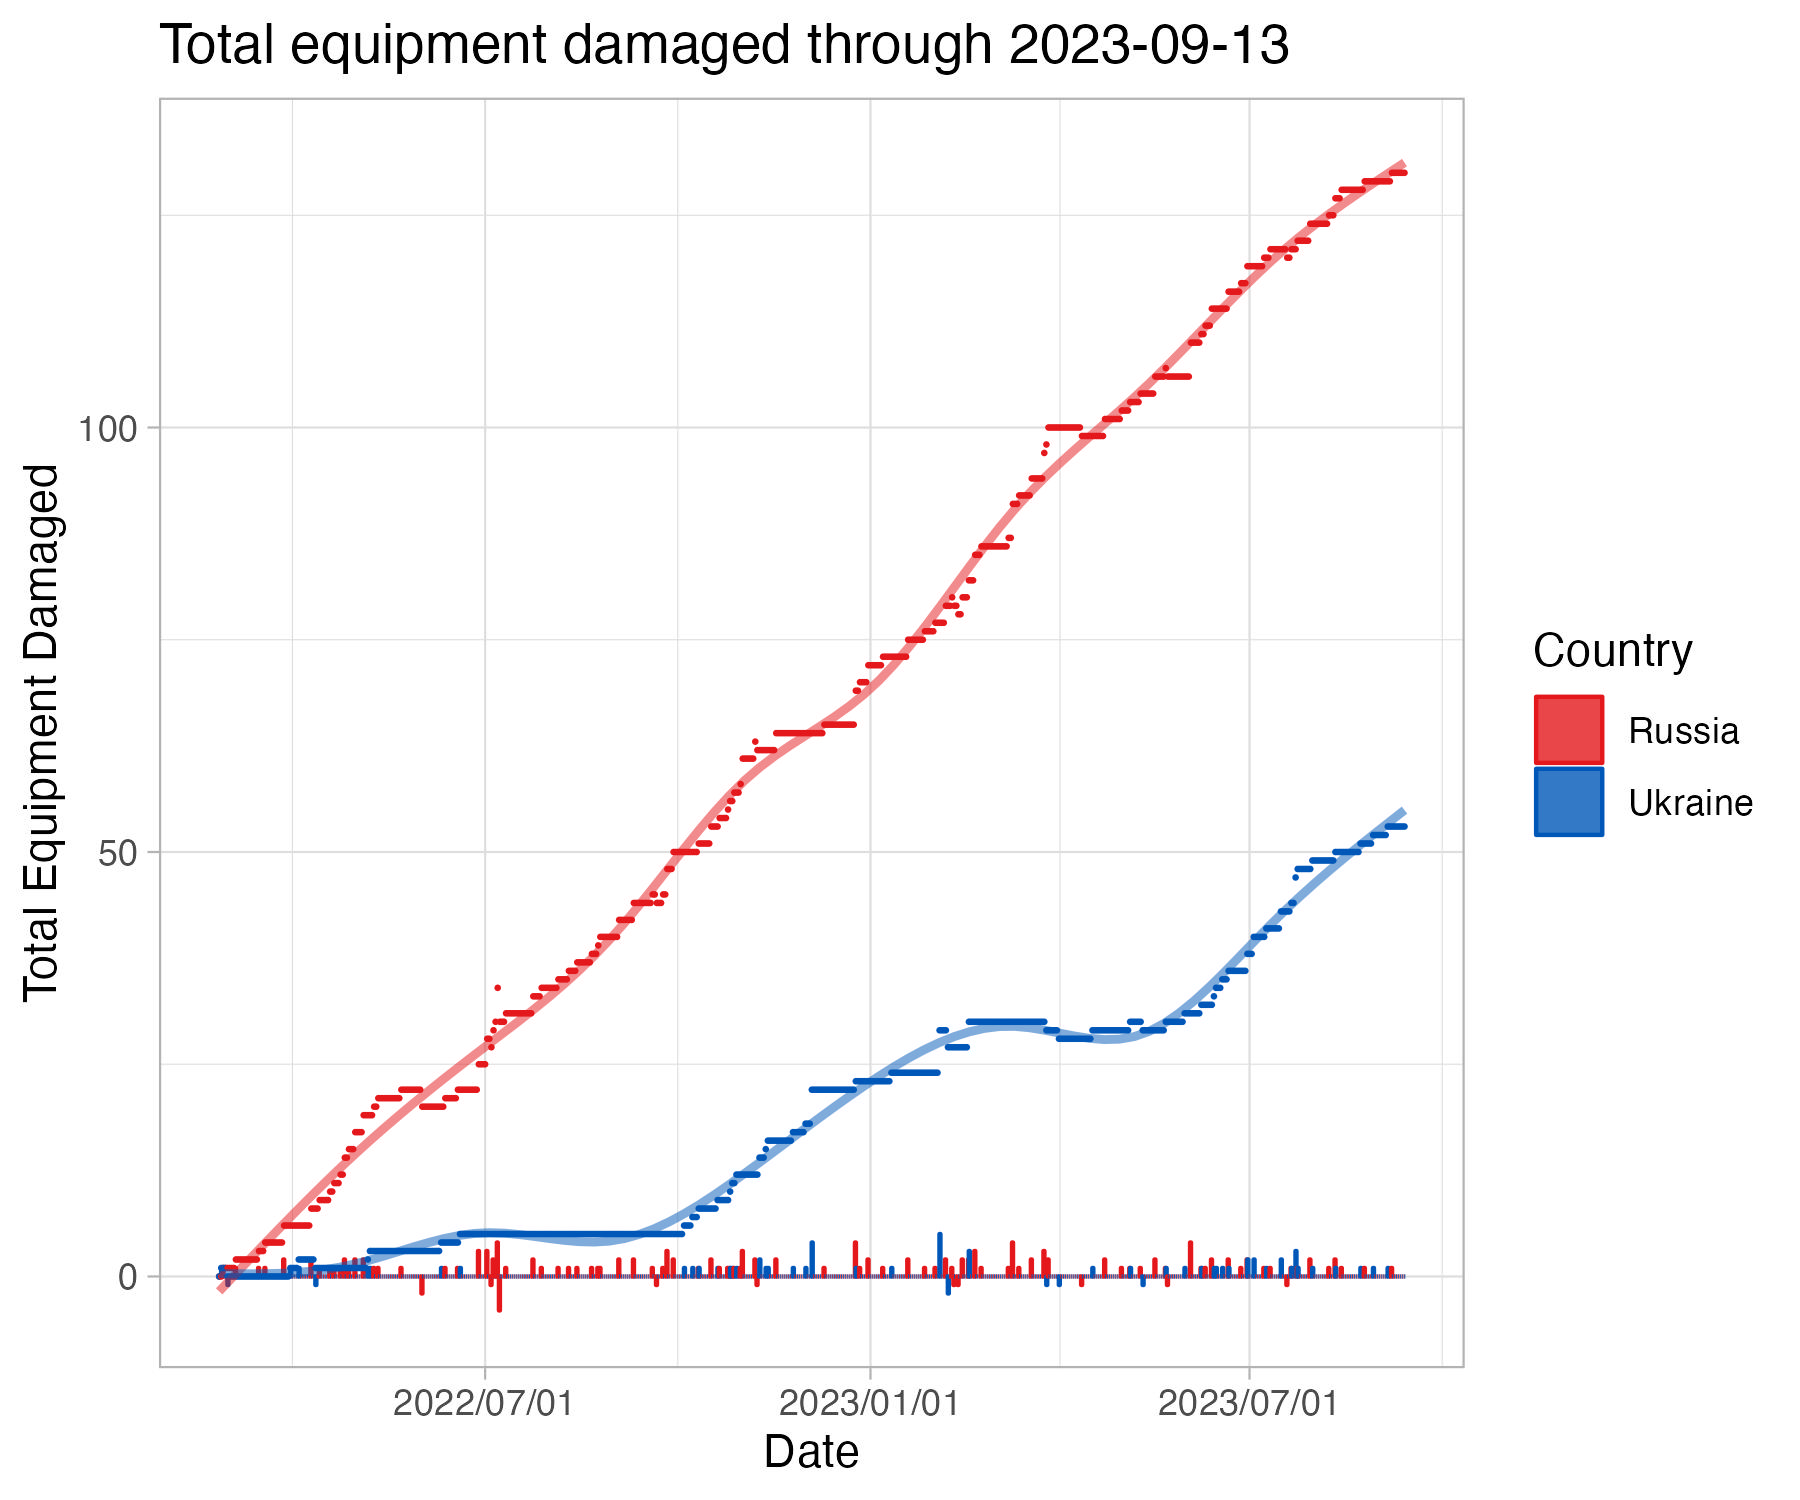 Total equipment damaged through 2023-09-13
Total Equipment Damaged
100
50
0
2022/07/01
2023/01/01
2023/07/01
Date
Country
Russia
Ukraine